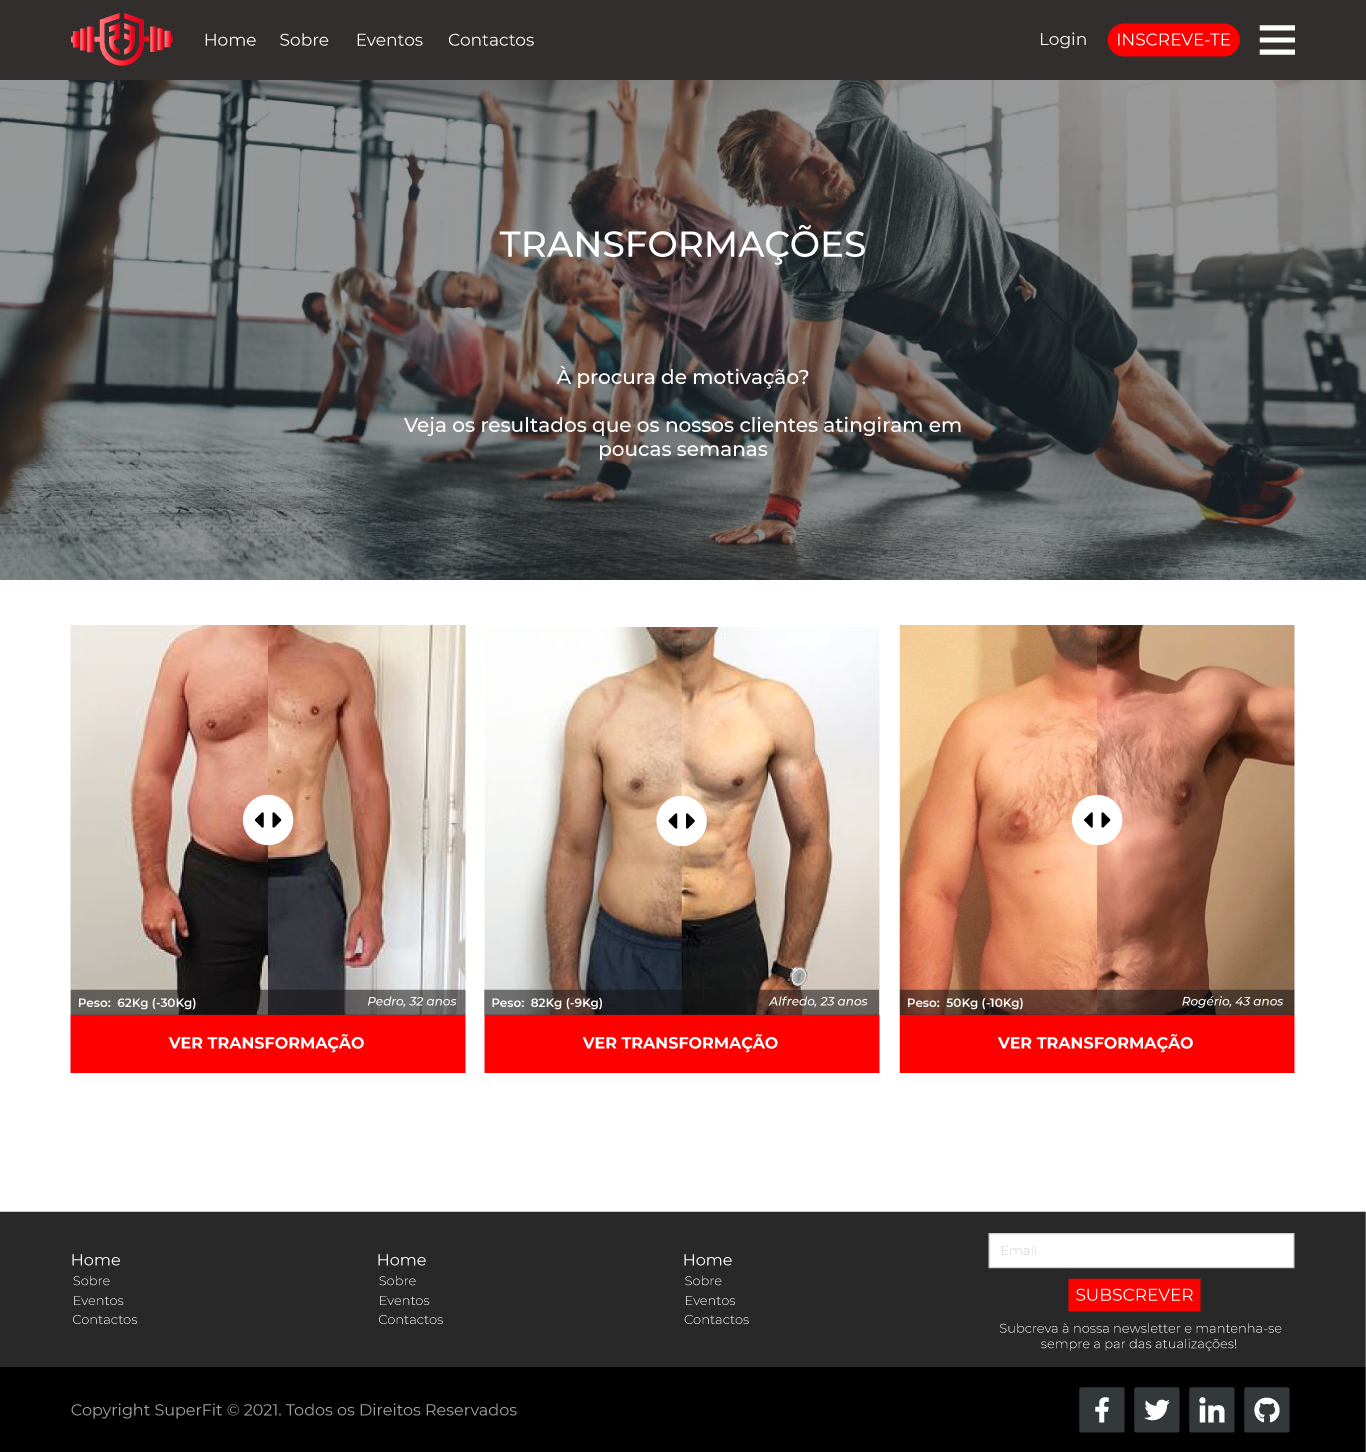 Home Sobre Eventos Contactos Login INSCREVE-TE
TRANSFORMAÇÕES
À procura de motivação?
Veja os resultados que os nossos clientes atingiram em
poucas semanas
Peso: 62Kg (-30Kg) Pedro, 32 anos
VER TRANSFORMAÇÃO
Peso: 82Kg (-9Kg) Alfredo, 23 anos
VER TRANSFORMAÇÃO
Peso: 50Kg (-10Kg) Rogério, 43 anos
VER TRANSFORMAÇÃO
Home
Sobre
Eventos
Contactos
Home
Sobre
Eventos
Contactos
Home
Sobre
Eventos
Contactos
Email
SUBSCREVER
Subcreva à nossa newsletter e mantenha-se
sempre a par das atualizações!
Copyright SuperFit © 2021. Todos os Direitos Reservados